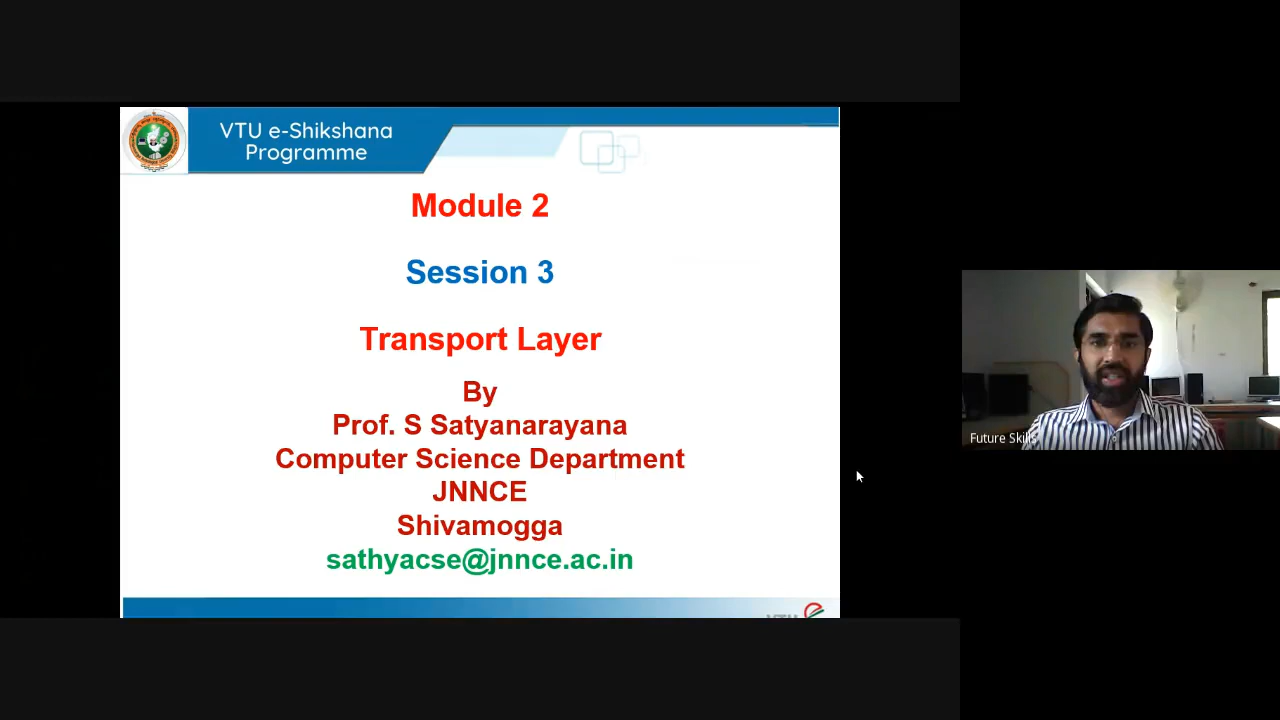 VTU e-Shikshana
Programme
Module 2
Session 3
Transport Layer
By
Prof. S Satyanarayana
Computer Science Department
JNNCE
Shivamogga
sathyacse@jnnce.ac.in
Future Skills
VTU